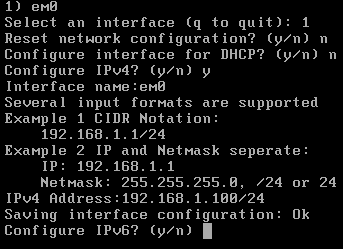 1) em0
Select an interface (q to quit): 1
Reset network configuration? (y/n) n
Configure interface for DHCP? (y/n) n
Configure IPv4? (y/n) y
Interface name:em0
Several input formats are supported
Example 1 CIDR Notation:
192.168.1.1/24
Example 2 IP and Netmask seperate:
IP: 192.168.1.1
Netmask: 255.255.255.0, /24 or 24
IPv4 Address:192.168.1.100/24
Saving interface configuration: Ok
Configure IPv6? (y/n)